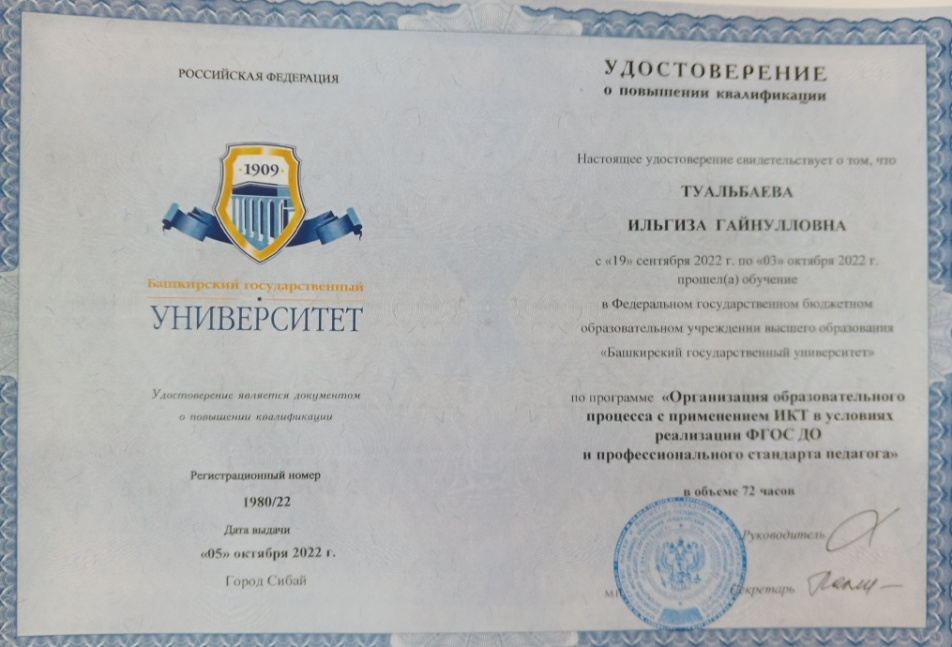 РОССИЙСКАЯ ФЕДЕРАЦИЯ
1909
Башкирский государственный
УНИВЕРСИТЕТ
Удостоверение является документом
о повышении квалификации
Регистрационный номер
1980/22
Дата выдачи
«05» октября 2022 г.
Город Сибай
УДОСТОВЕРЕНИЕ
о повышении квалификации
Настоящее удостоверение свидетельствует о том, что
ТУАЛЬБАЕВА
ИЛЬГИЗА ГАЙНУЛЛОВНА
с «19» сентября 2022 г. по «03» октября 2022 г.
прошел(а) обучение
в Федеральном государственном бюджетном
образовательном учреждении высшего образования
«Башкирский государственный университет»
по программе «Организация образовательного
процесса с применением ИКТ в условиях
реализации ФГОС ДО
и профессионального стандарта педагога»
в объеме 72 часов
Руководитель
Секретарь